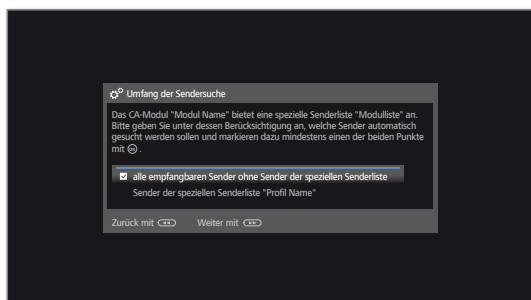 Umfang der Sendersuche
Das CA-Modul "Modul Name" bietet eine spezielle Senderliste "Modulliste" an.
Bitte geben Sie unter dessen Berücksichtigung an, welche Sender automatisch
gesucht werden sollen und markieren dazu mindestens einen der beiden Punkte
mit OK .
alle empfangbaren Sender ohne Sender der speziellen Senderliste
Sender der speziellen Senderliste "Profil Name"
Zurück mit Weiter mit